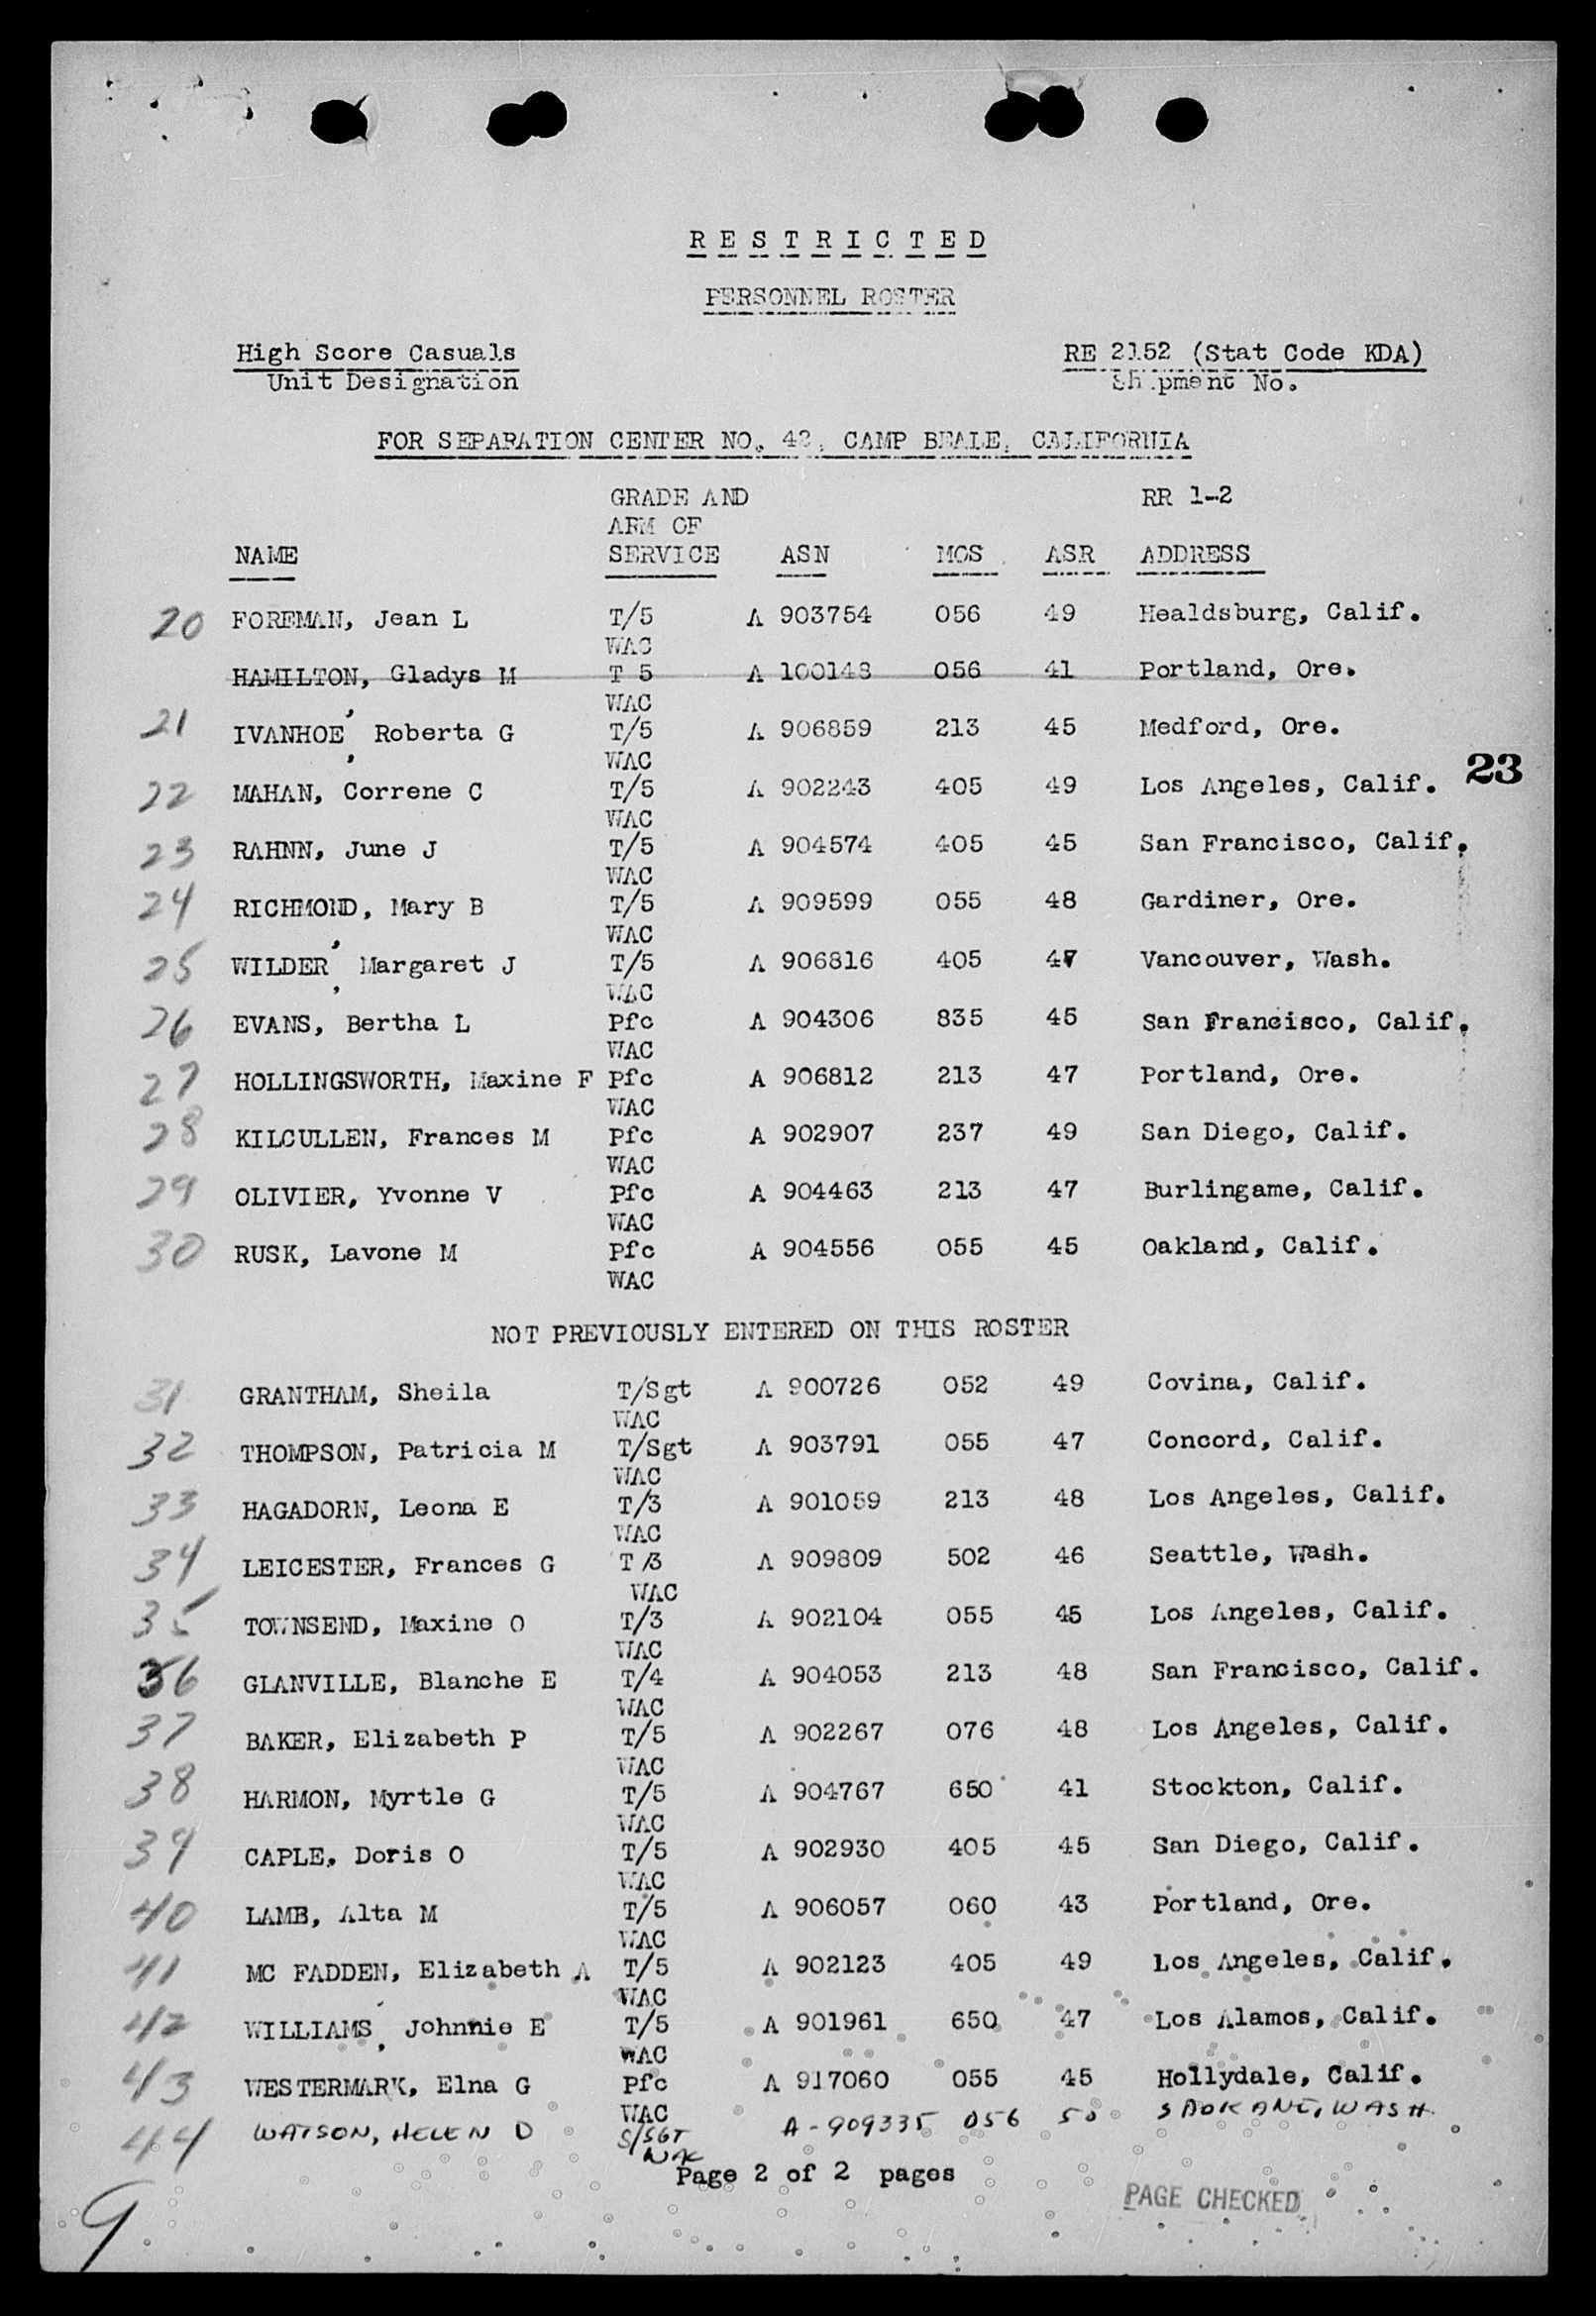 RESTRICTED
PERSONNEL ROSTER
High Score Casuals RE 2152 (Stat Code KDA)
Unit Designation Shipment No.
FOR SEPARATION CENTER NO. 42, CAMP BEALE, CALIFORNIA
GRADE AND RR 1-2
ARM OF
NAME SERVICE ASN MOS ASR ADDRESS
20 FOREMAN, Jean L T/5 A 903754 056 49 Healdsburg, Calif.
WAC
HAMILTON, Gladys M T 5 A 100148 056 41 Portland, Ore.
WAC
21 IVANHOE, Roberta G T/5 A 906859 213 45 Medford, Ore.
WAC
22 MAHAN, Correne C T/5 A 902243 405 49 Los Angeles, Calif. 23
WAC
23 RAHNN, June J T/5 A 904574 405 45 San Francisco, Calif.
WAC
24 RICHMOND, Mary B T/5 A 909599 055 48 Gardiner, Ore.
WAC
25 WILDER, Margaret J T/5 A 906816 405 47 Vancouver, Wash.
WAC
26 EVANS, Bertha L Pfc A 904306 835 45 San Francisco, Calif.
WAC
27 HOLLINGSWORTH, Maxine F Pfc A 906812 213 47 Portland, Ore.
WAC
28 KILCULLEN, Frances M Pfc A 902907 237 49 San Diego, Calif.
WAC
29 OLIVIER, Yvonne V Pfc A 904463 213 47 Burlingame, Calif.
WAC
30 RUSK, Lavone M Pfc A 904556 055 45 Oakland, Calif.
WAC
NOT PREVIOUSLY ENTERED ON THIS ROSTER
31 GRANTHAM, Sheila T/Sgt A 900726 052 49 Covina, Calif.
WAC
32 THOMPSON, Patricia M T/Sgt A 903791 055 47 Concord, Calif.
WAC
33 HAGADORN, Leona E T/3 A 901059 213 48 Los Angeles, Calif.
WAC
34 LEICESTER, Frances G T/3 A 909809 502 46 Seattle, Wash.
WAC
35 TOWNSEND, Maxine O T/3 A 902104 055 45 Los Angeles, Calif.
WAC
36 GLANVILLE, Blanche E T/4 A 904053 213 48 San Francisco, Calif.
WAC
37 BAKER, Elizabeth P T/5 A 902267 076 48 Los Angeles, Calif.
WAC
38 HARMON, Myrtle G T/5 A 904767 650 41 Stockton, Calif.
WAC
39 CAPLE, Doris O T/5 A 902930 405 45 San Diego, Calif.
WAC
40 LAMB, Alta M T/5 A 906057 060 43 Portland, Ore.
WAC
41 MC FADDEN, Elizabeth A T/5 A 902123 405 49 Los Angeles, Calif.
WAC
42 WILLIAMS, Johnnie E T/5 A 901961 650 47 Los Alamos, Calif.
WAC
43 WESTERMARK, Elna G Pfc A 917060 055 45 Hollydale, Calif.
WAC
44 WATSON, HELEN D S/SGT A-909335 056 50 SPOKANE, WASH.
WAC
Page 2 of 2 pages
PAGE CHECKED
9